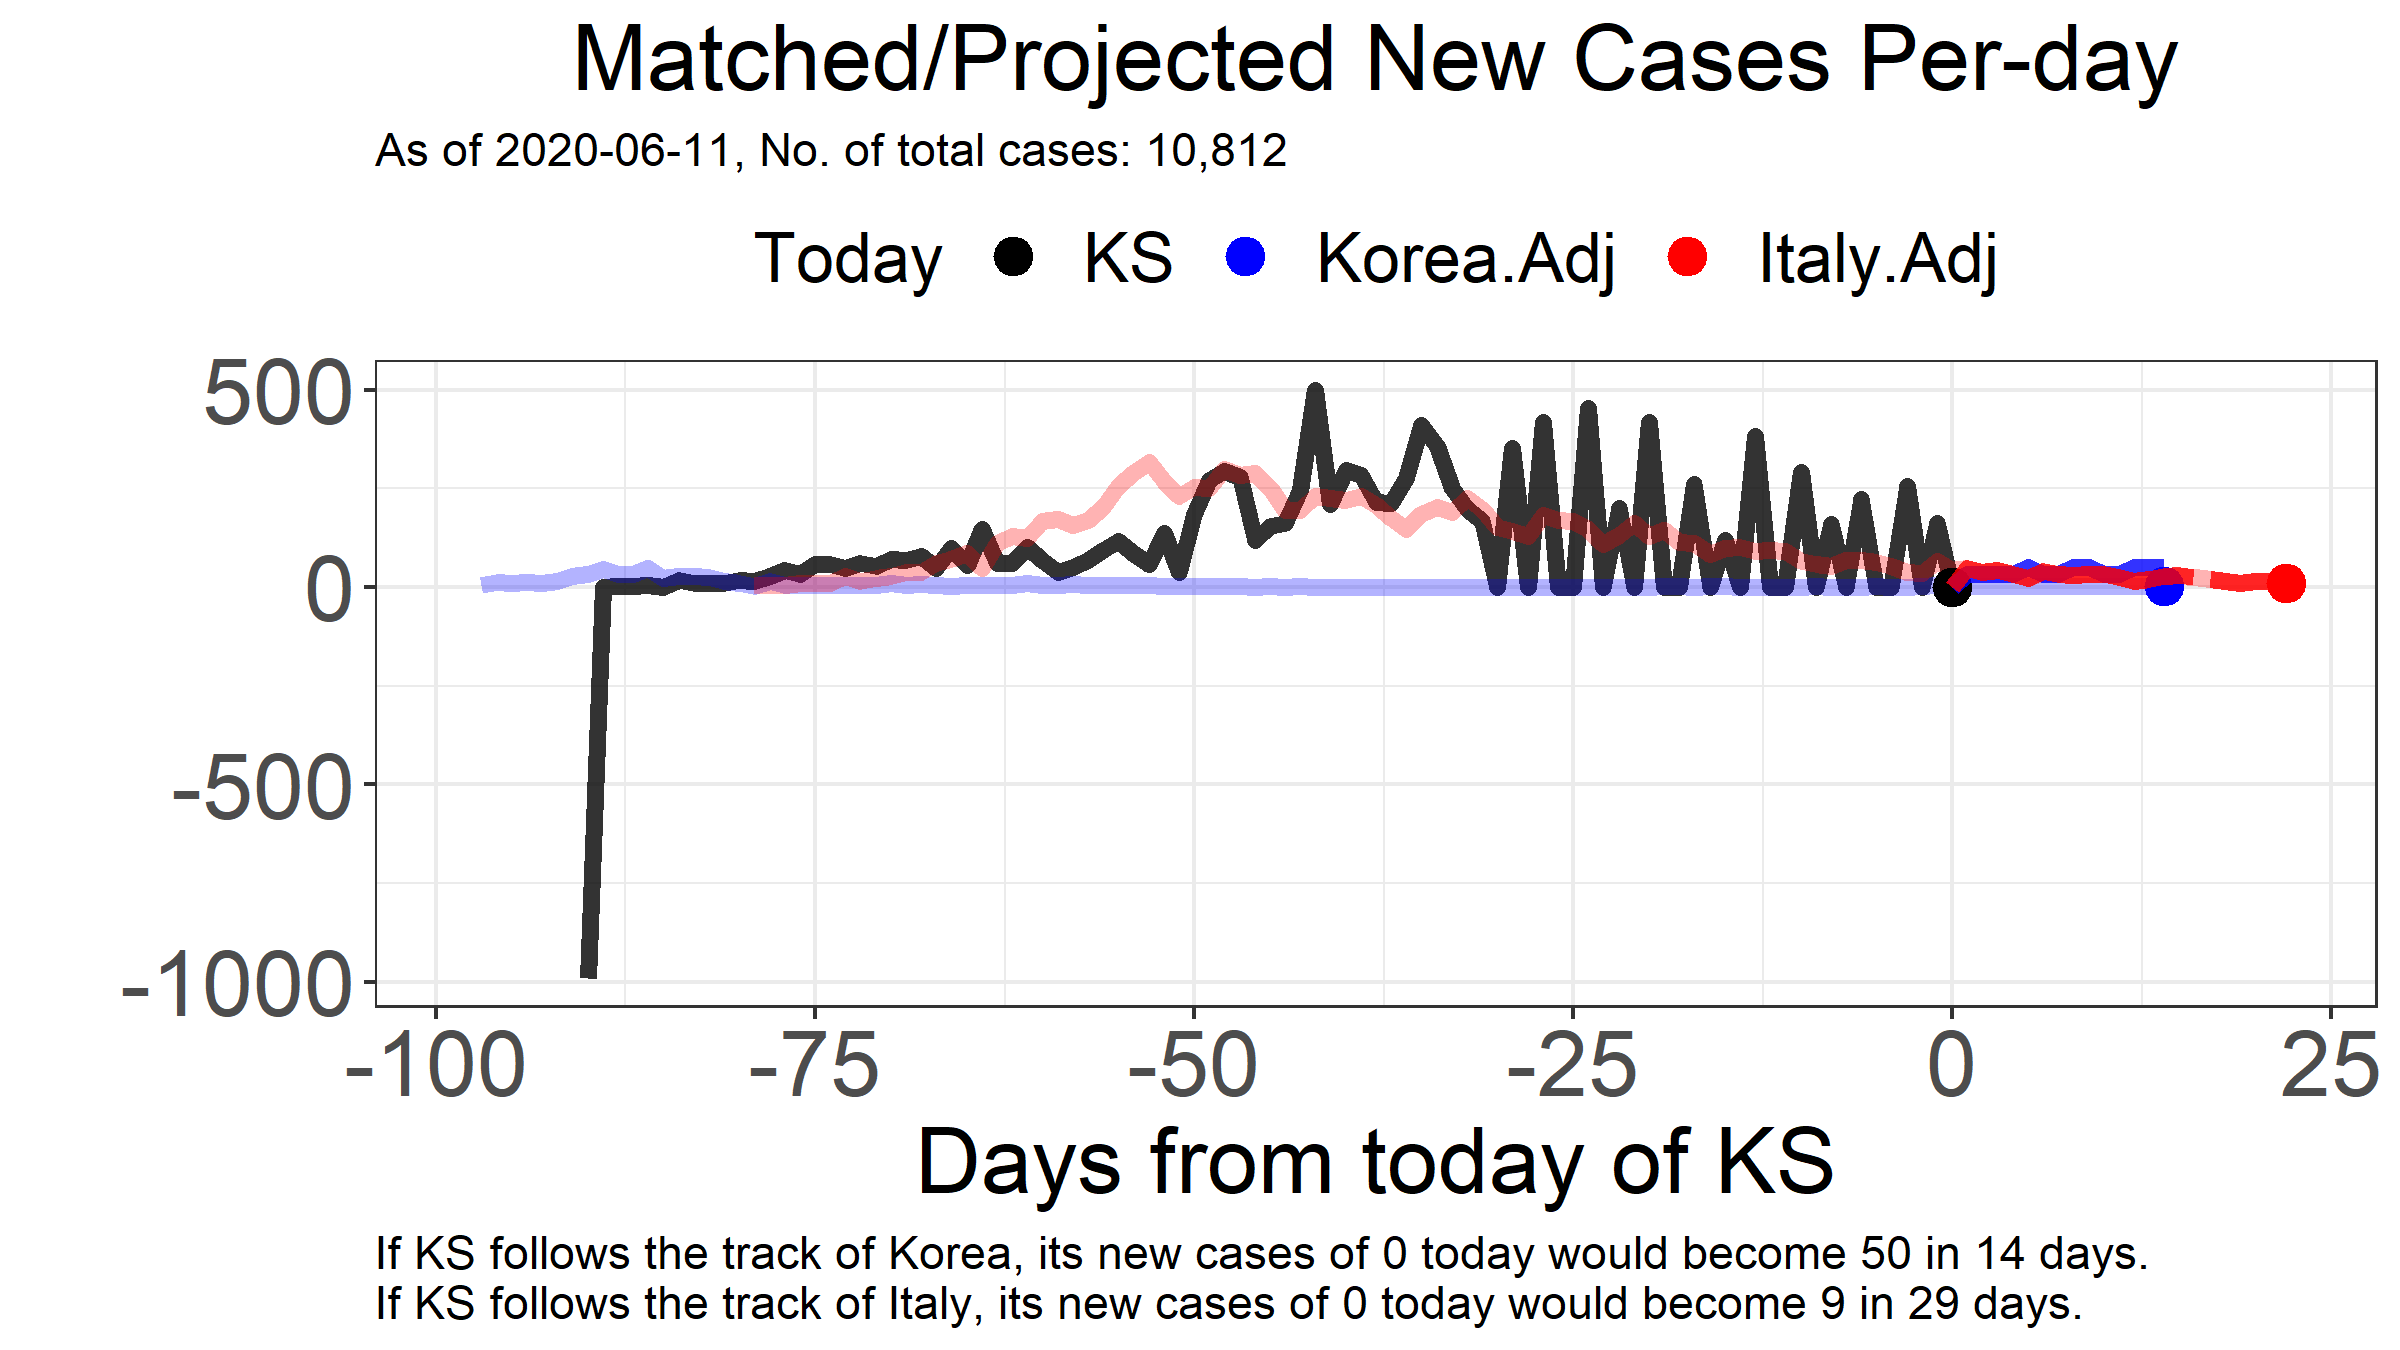 Matched/Projected New Cases Per-day
As of 2020-06-11, No. of total cases: 10,812
Today KS Korea.Adj Italy.Adj
500
0
-500
-1000
-100 -75 -50 -25 0 25
Days from today of KS
If KS follows the track of Korea, its new cases of 0 today would become 50 in 14 days.
If KS follows the track of Italy, its new cases of 0 today would become 9 in 29 days.